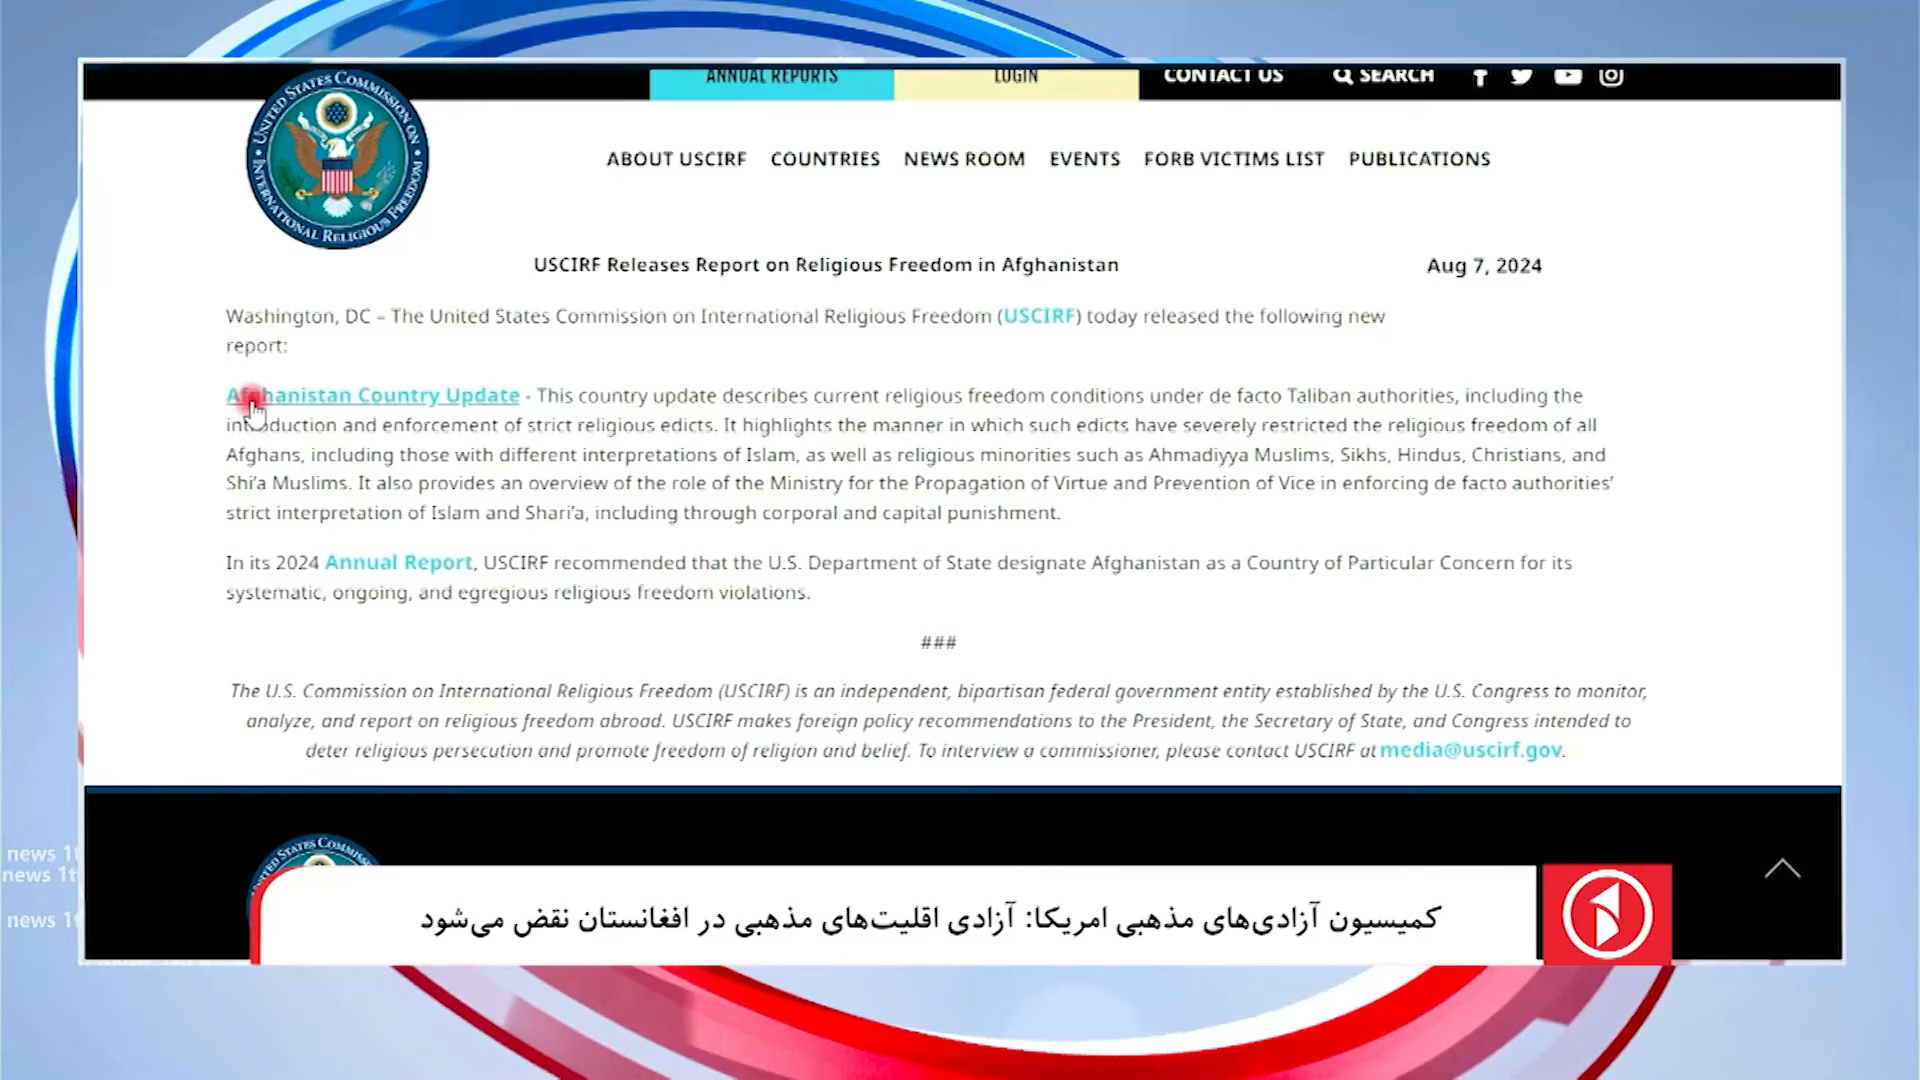 ANNUAL REPORTS
LOGIN
CONTACT US
SEARCH
UNITED STATES COMMISSION ON INTERNATIONAL RELIGIOUS FREEDOM
ABOUT USCIRF COUNTRIES NEWS ROOM EVENTS FORB VICTIMS LIST PUBLICATIONS
USCIRF Releases Report on Religious Freedom in Afghanistan
Aug 7, 2024
Washington, DC – The United States Commission on International Religious Freedom (USCIRF) today released the following new
report:
Afghanistan Country Update - This country update describes current religious freedom conditions under de facto Taliban authorities, including the
introduction and enforcement of strict religious edicts. It highlights the manner in which such edicts have severely restricted the religious freedom of all
Afghans, including those with different interpretations of Islam, as well as religious minorities such as Ahmadiyya Muslims, Sikhs, Hindus, Christians, and
Shi’a Muslims. It also provides an overview of the role of the Ministry for the Propagation of Virtue and Prevention of Vice in enforcing de facto authorities’
strict interpretation of Islam and Shari’a, including through corporal and capital punishment.
In its 2024 Annual Report, USCIRF recommended that the U.S. Department of State designate Afghanistan as a Country of Particular Concern for its
systematic, ongoing, and egregious religious freedom violations.
###
The U.S. Commission on International Religious Freedom (USCIRF) is an independent, bipartisan federal government entity established by the U.S. Congress to monitor,
analyze, and report on religious freedom abroad. USCIRF makes foreign policy recommendations to the President, the Secretary of State, and Congress intended to
deter religious persecution and promote freedom of religion and belief. To interview a commissioner, please contact USCIRF at media@uscirf.gov.
news 1t
news 1t
news 1t
کمیسیون آزادی‌های مذهبی امریکا: آزادی اقلیت‌های مذهبی در افغانستان نقض می‌شود